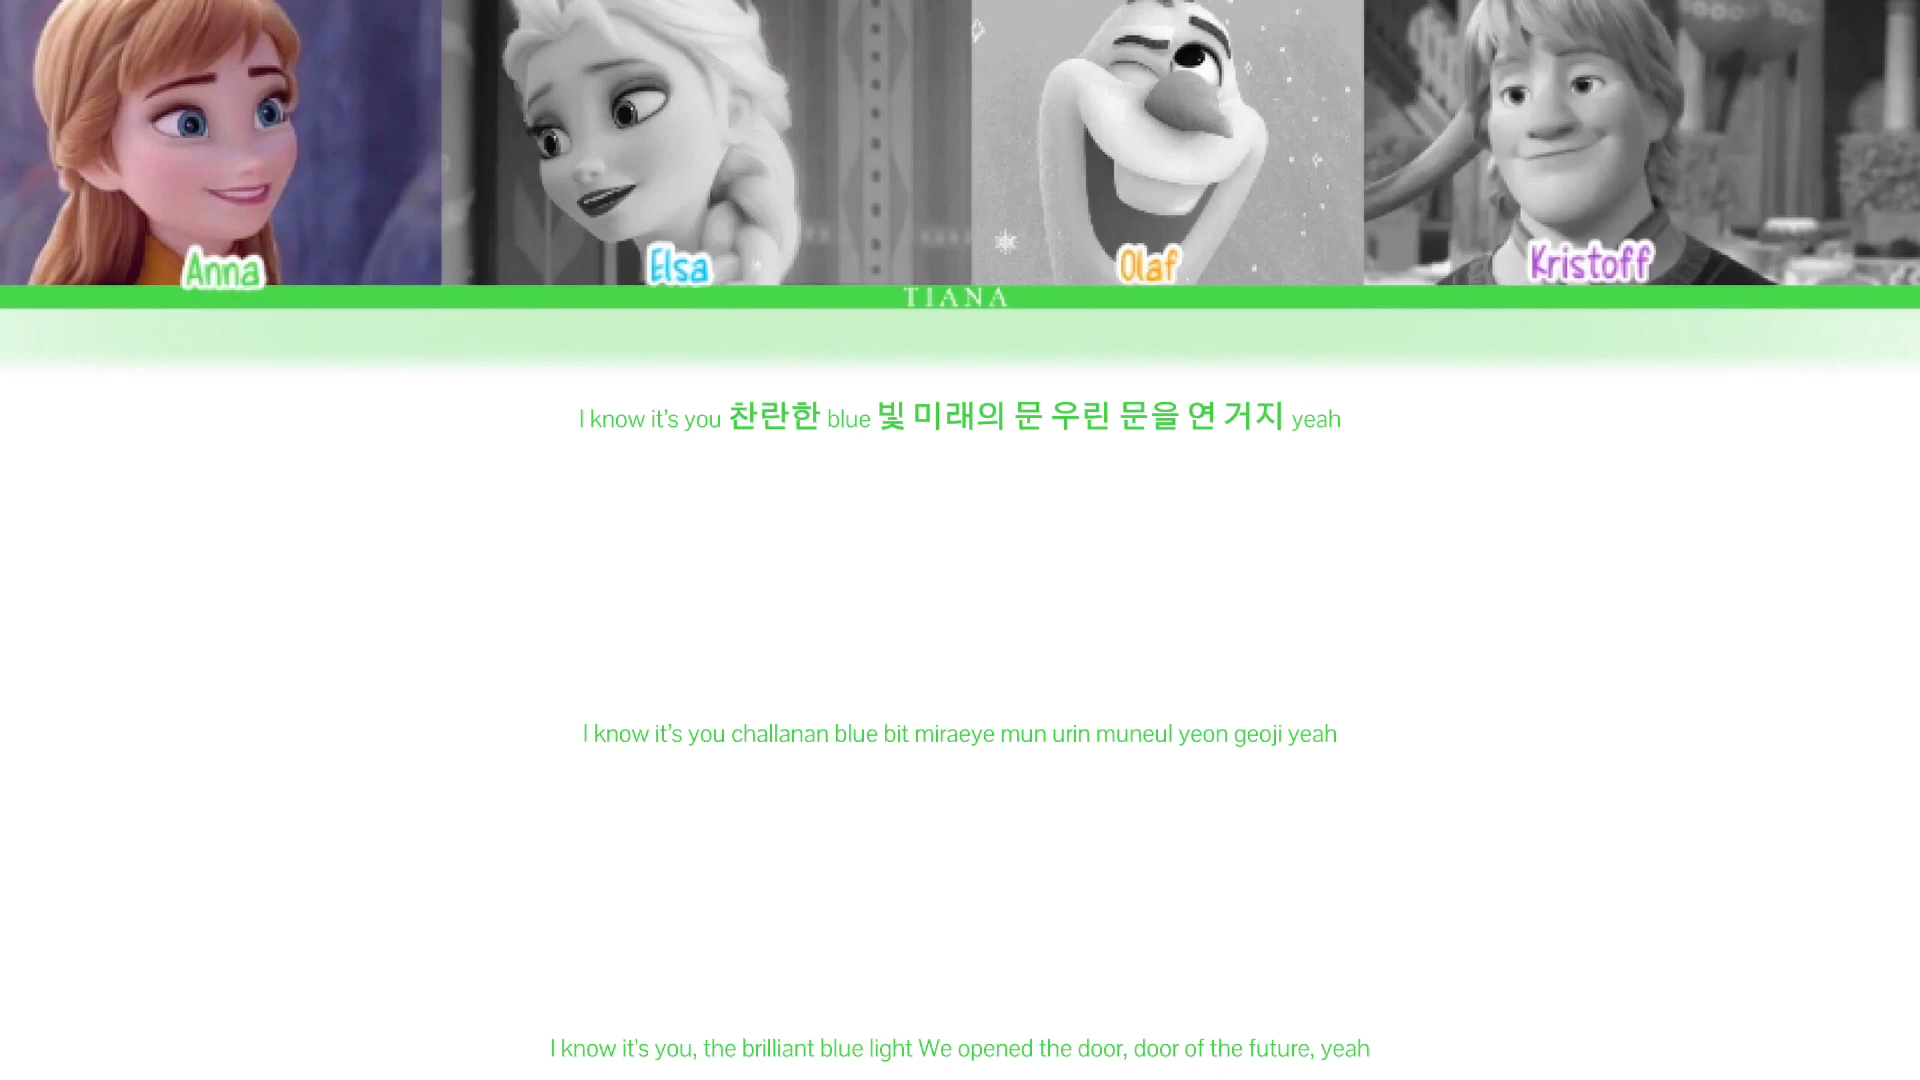 Anna
Elsa
Olaf
Kristoff
TIANA
I know it's you 찬란한 blue 빛 미래의 문 우린 문을 연 거지 yeah
I know it's you challanan blue bit miraeye mun urin muneul yeon geoji yeah
I know it's you, the brilliant blue light We opened the door, door of the future, yeah